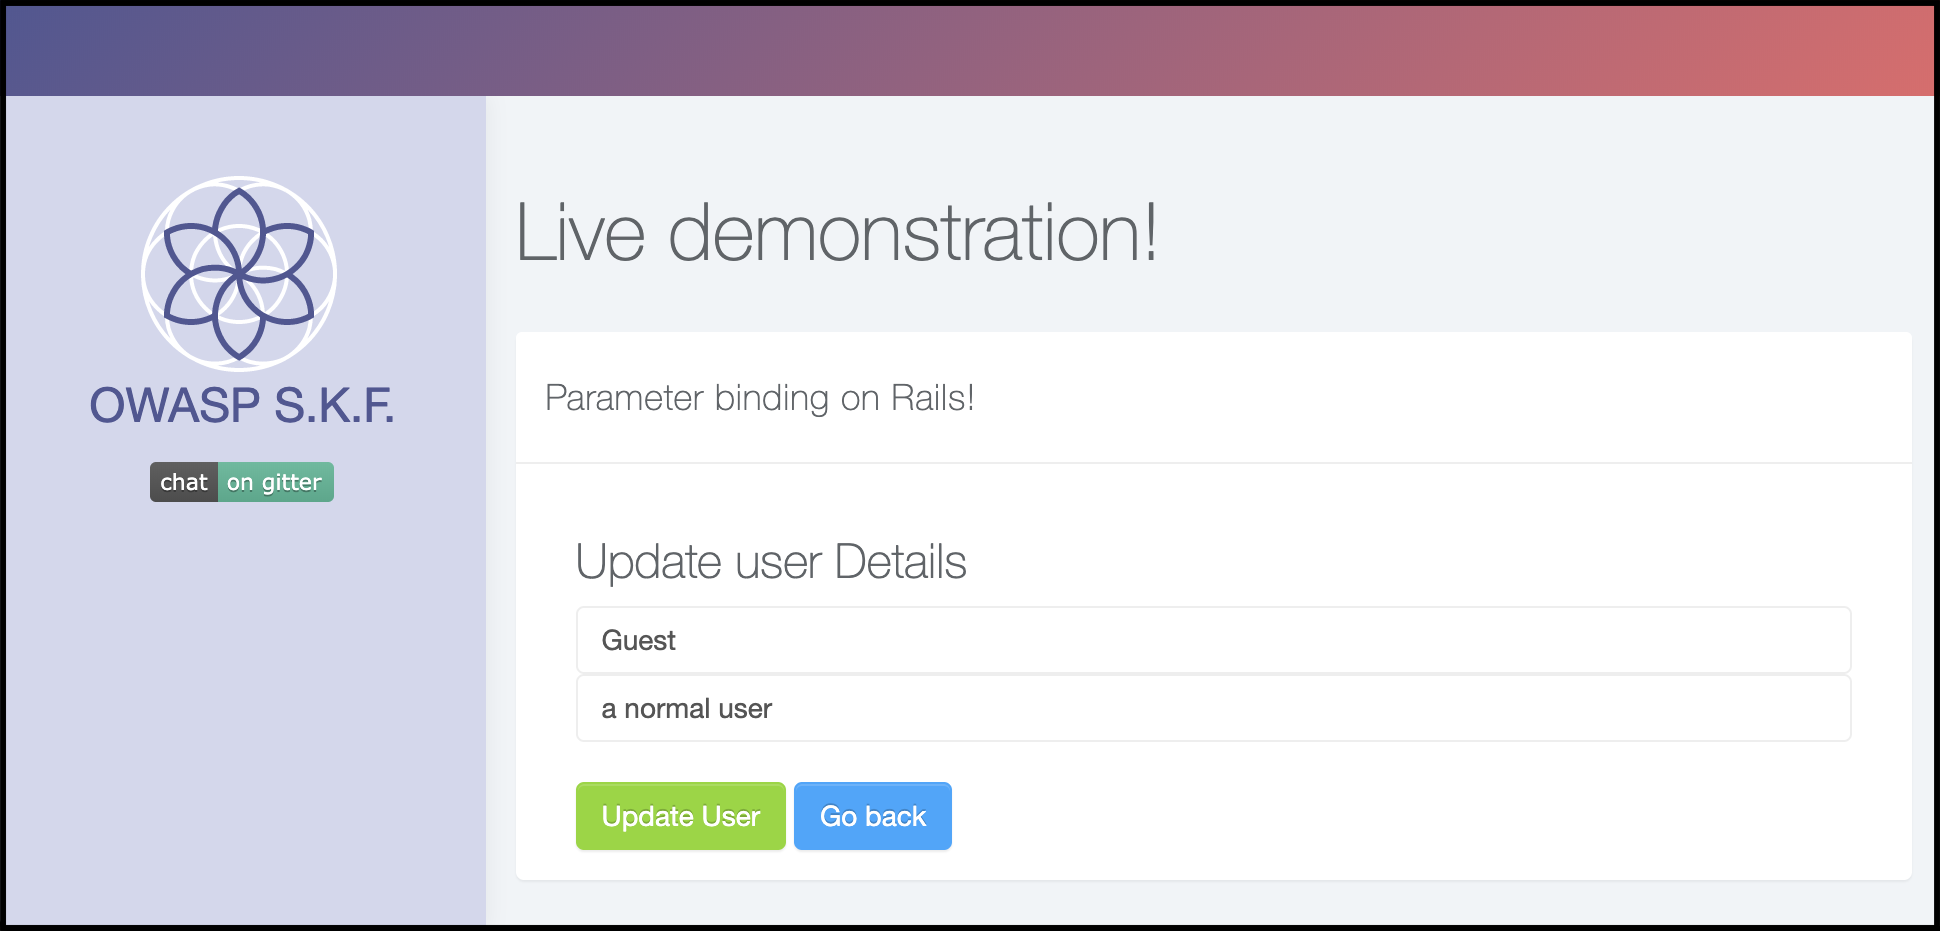 OWASP S.K.F.
chat on gitter
Live demonstration!
Parameter binding on Rails!
Update user Details
Guest
a normal user
Update User Go back